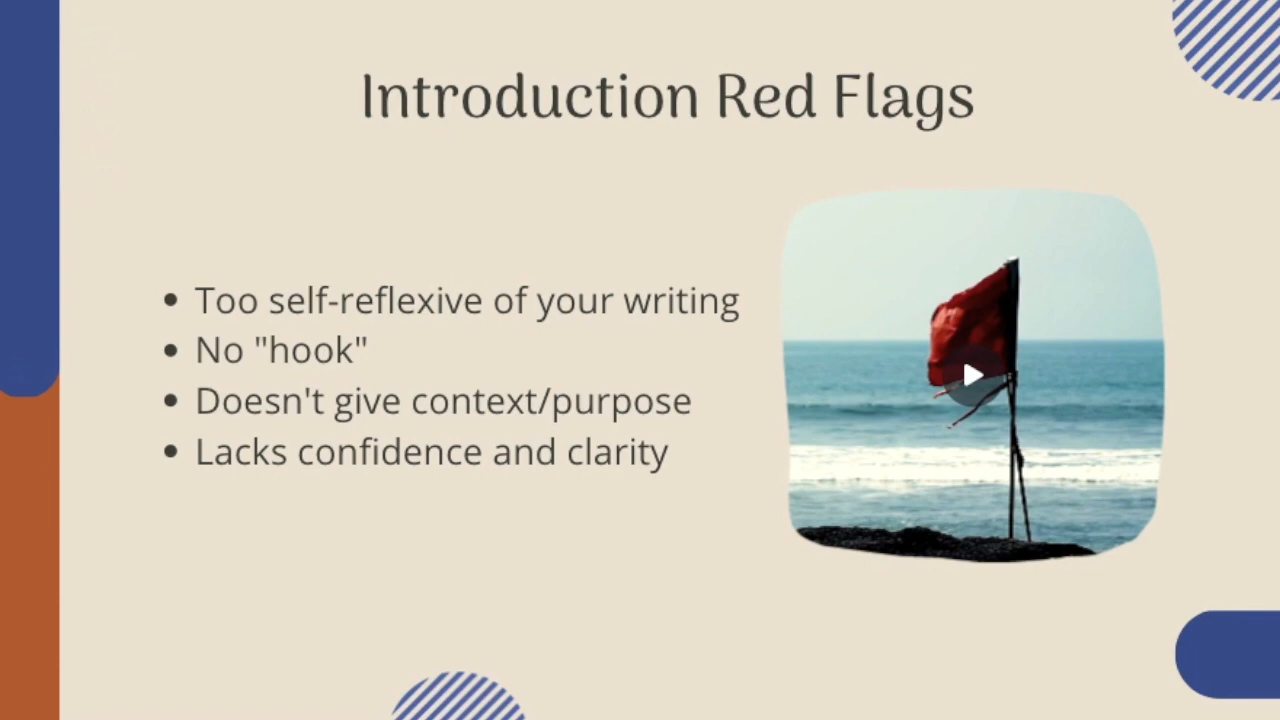 Introduction Red Flags
Too self-reflexive of your writing
No "hook"
Doesn't give context/purpose
Lacks confidence and clarity